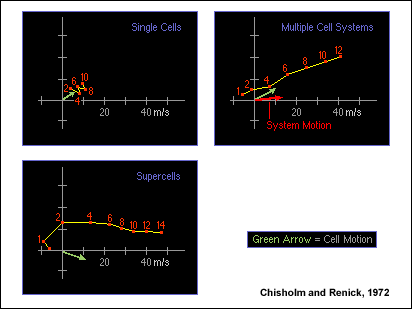 Single Cells
10
2 6
8
4
20 40 m/s
Multiple Cell Systems
12
10
8
6
4
2
1
20 40 m/s
System Motion
Supercells
2 4 6 8 10 12 14
1
20 40 m/s
Green Arrow = Cell Motion
Chisholm and Renick, 1972